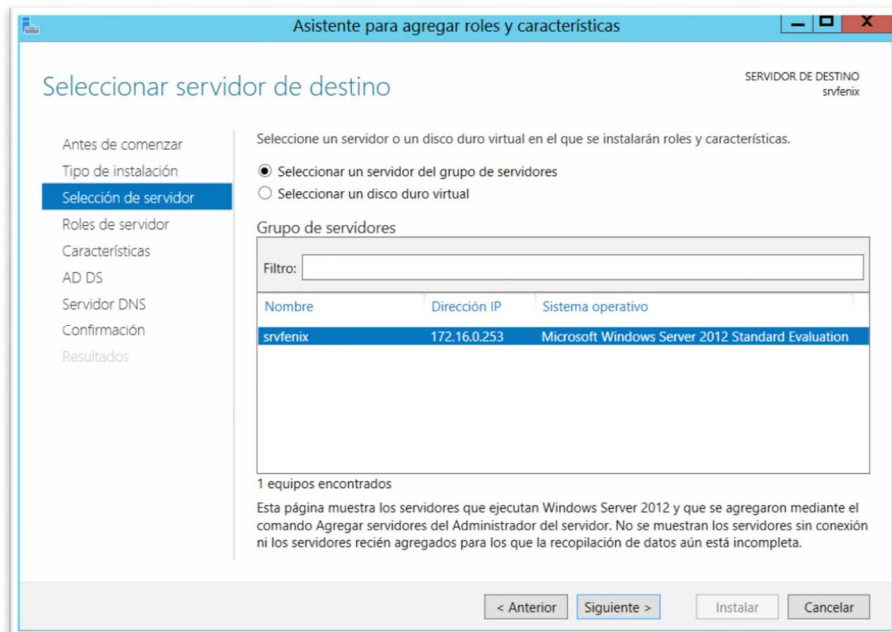 Asistente para agregar roles y características
Seleccionar servidor de destino
SERVIDOR DE DESTINO
srvfenix
Antes de comenzar
Tipo de instalación
Selección de servidor
Roles de servidor
Características
AD DS
Servidor DNS
Confirmación
Resultados
Seleccione un servidor o un disco duro virtual en el que se instalarán roles y características.
Seleccionar un servidor del grupo de servidores
Seleccionar un disco duro virtual
Grupo de servidores
Filtro:
Nombre Dirección IP Sistema operativo
srvfenix 172.16.0.253 Microsoft Windows Server 2012 Standard Evaluation
1 equipos encontrados
Esta página muestra los servidores que ejecutan Windows Server 2012 y que se agregaron mediante el
comando Agregar servidores del Administrador del servidor. No se muestran los servidores sin conexión
ni los servidores recién agregados para los que la recopilación de datos aún está incompleta.
< Anterior Siguiente > Instalar Cancelar